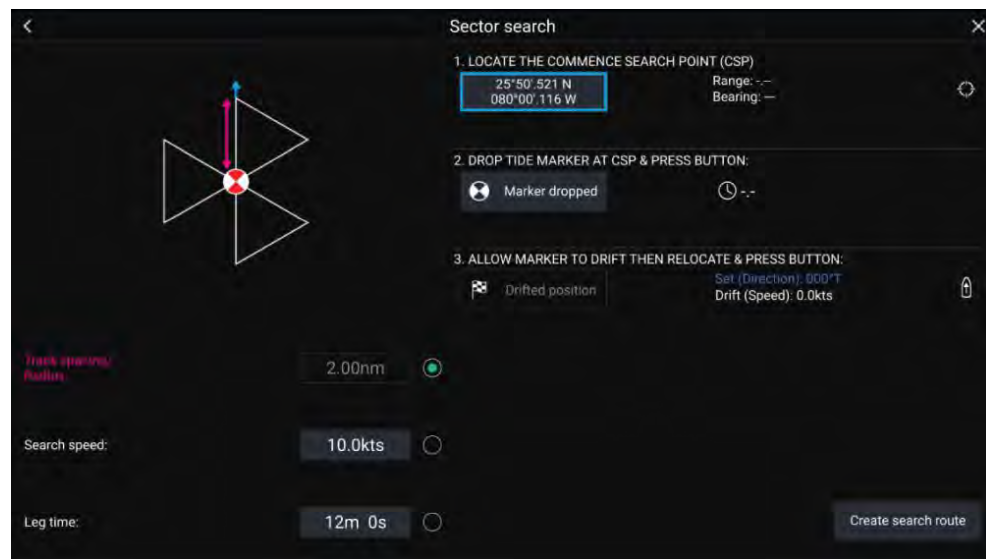 Sector search
1. LOCATE THE COMMENCE SEARCH POINT (CSP)
25°50'.521 N
080°00'.116 W
Range: -.--
Bearing: ---
2. DROP TIDE MARKER AT CSP & PRESS BUTTON:
Marker dropped
-.-
3. ALLOW MARKER TO DRIFT THEN RELOCATE & PRESS BUTTON:
Drifted position
Set (Direction): 000°T
Drift (Speed): 0.0kts
Track spacing/
Radius:
2.00nm
Search speed:
10.0kts
Leg time:
12m 0s
Create search route